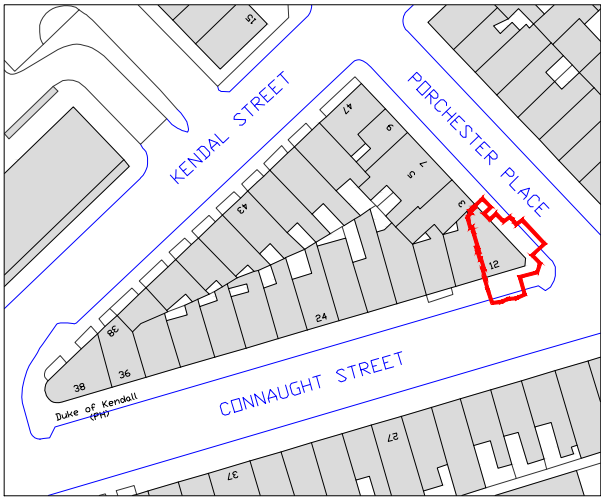 15
KENDAL STREET
PORCHESTER PLACE
47
9
7
5
3
43
12
38
24
36
38
CONNAUGHT STREET
Duke of Kendall
(PH)
27
37